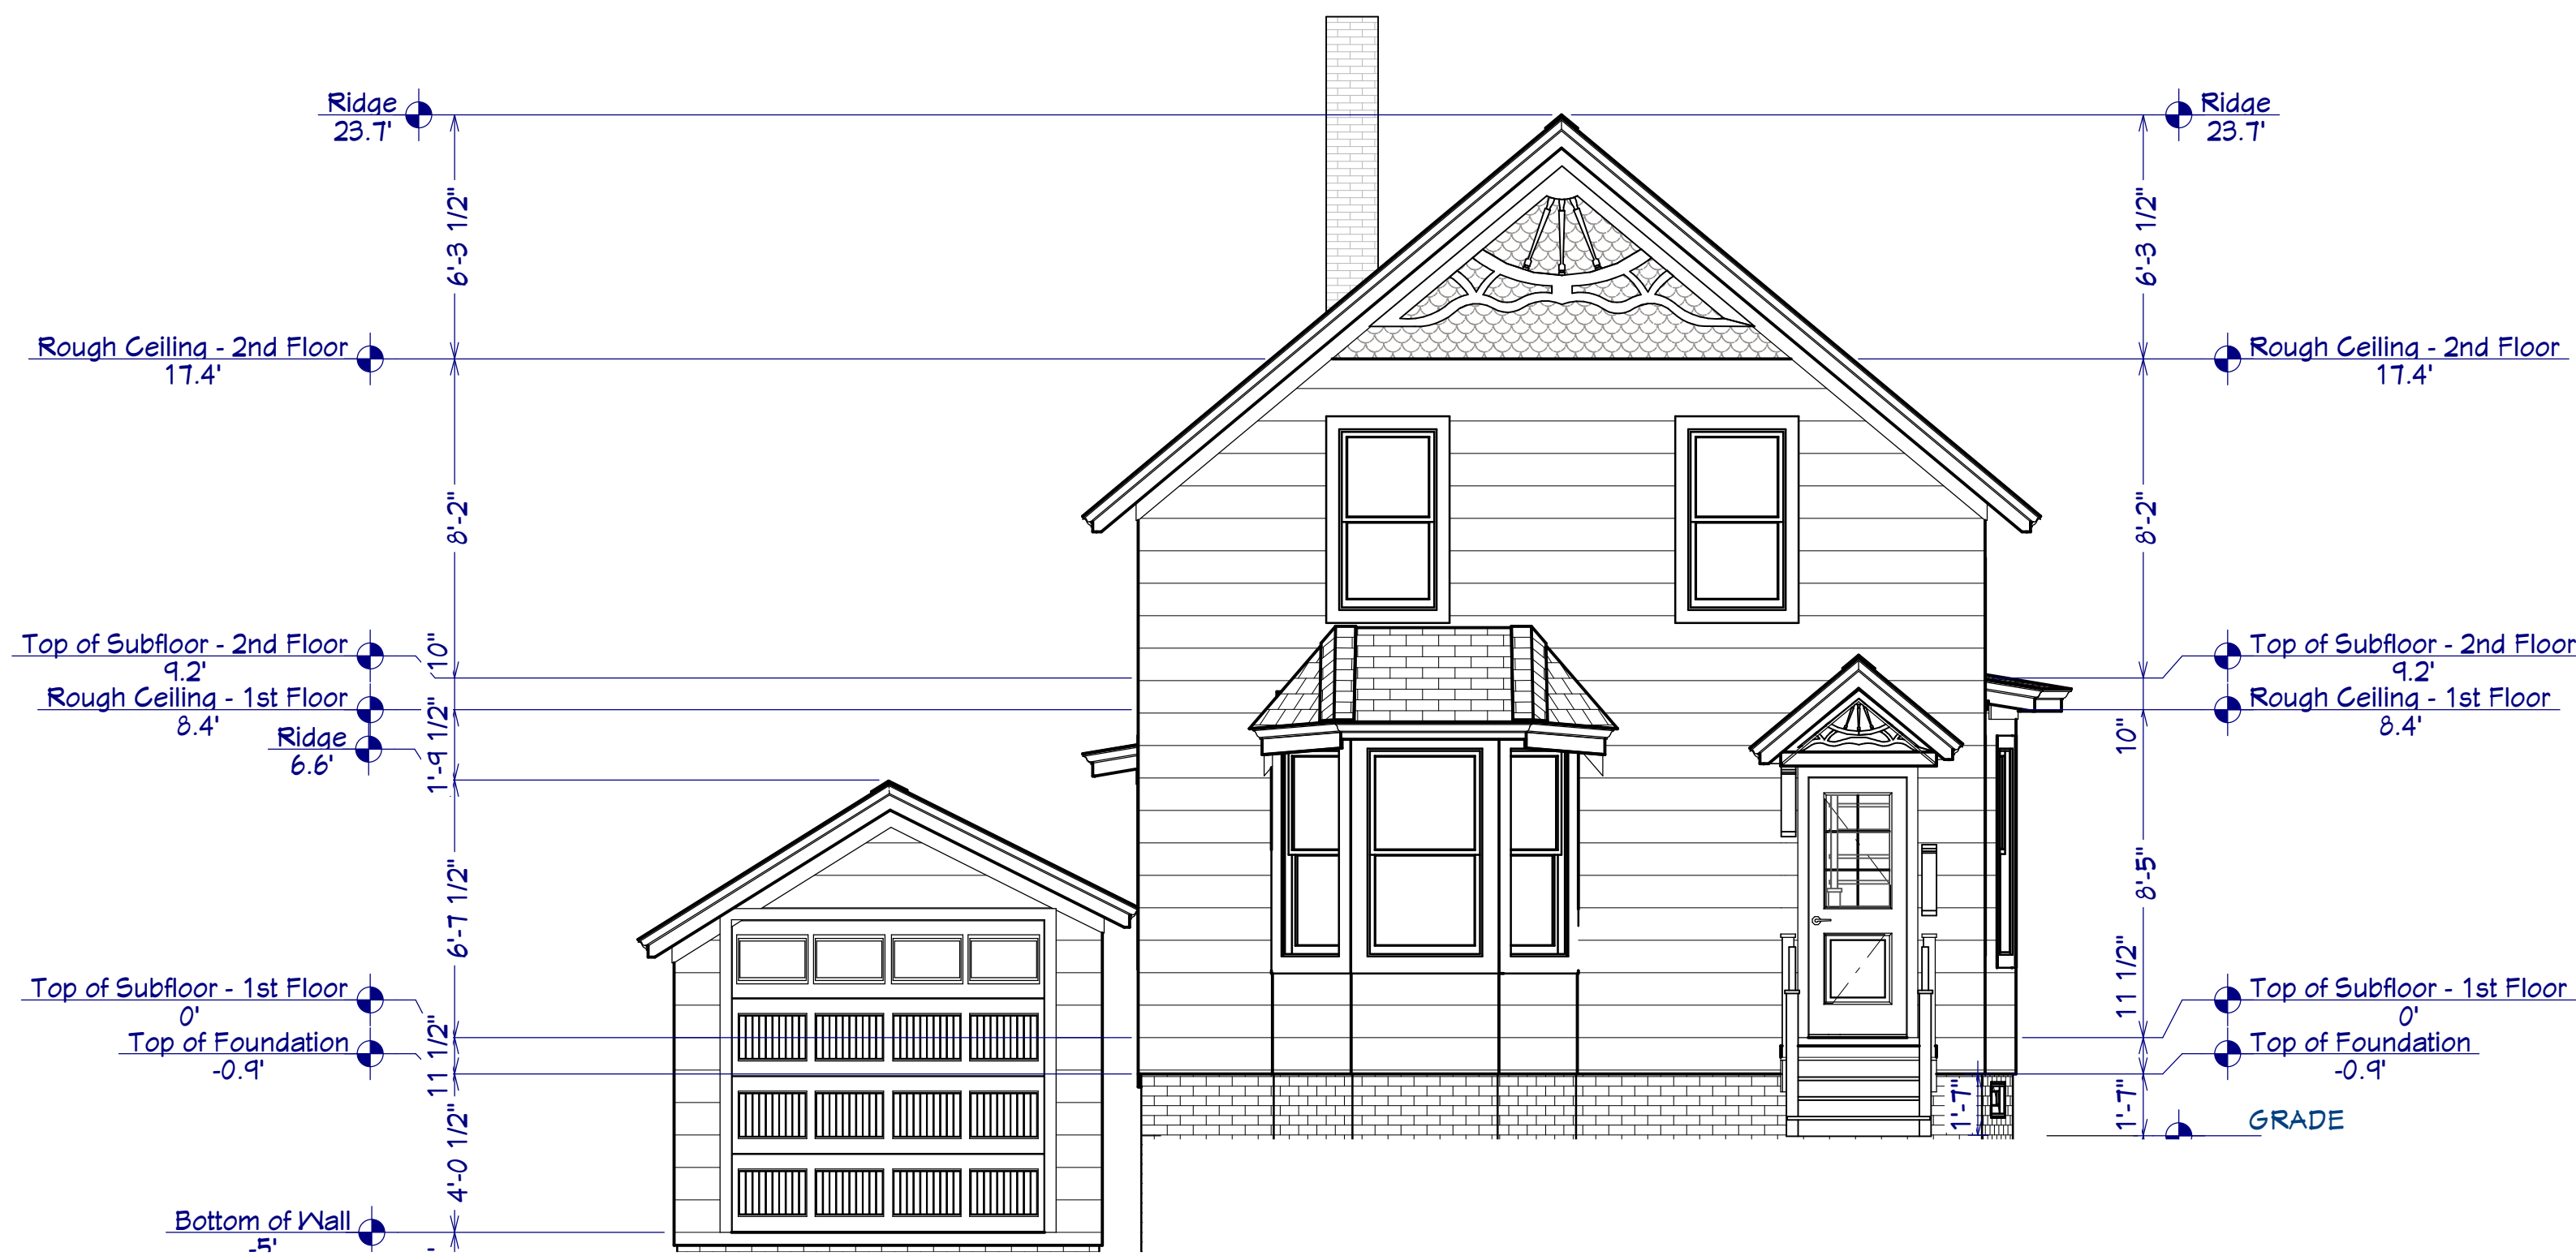 Ridge
23.7'
Ridge
23.7'
6'-3 1/2"
6'-3 1/2"
Rough Ceiling - 2nd Floor
17.4'
Rough Ceiling - 2nd Floor
17.4'
8'-2"
8'-2"
Top of Subfloor - 2nd Floor
9.2'
10"
Top of Subfloor - 2nd Floor
9.2'
Rough Ceiling - 1st Floor
8.4'
Rough Ceiling - 1st Floor
8.4'
Ridge
6.6'
1'-9 1/2"
10"
6'-7 1/2"
8'-5"
Top of Subfloor - 1st Floor
0'
11 1/2"
Top of Subfloor - 1st Floor
0'
Top of Foundation
-0.9'
11 1/2"
Top of Foundation
-0.9'
4'-0 1/2"
1'-7"
1'-7"
GRADE
Bottom of Wall
-5'